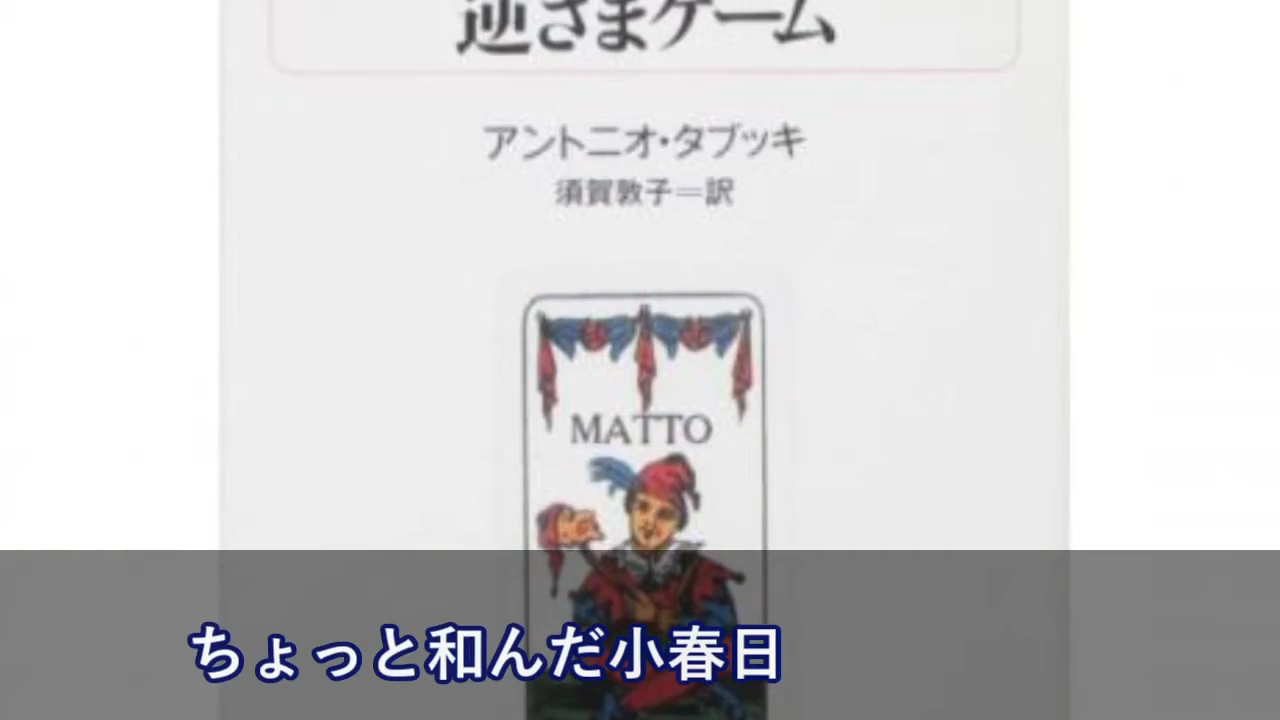 逆さまゲーム
アントニオ・タブッキ
須賀敦子＝訳
MATTO
ちょっと和んだ小春日